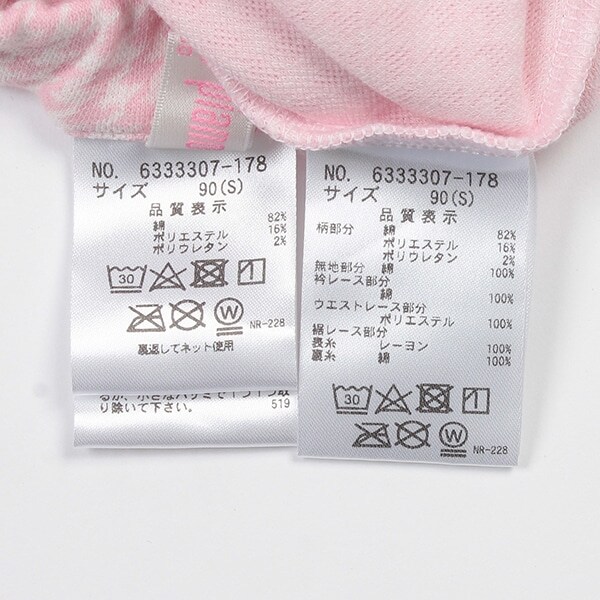 NO. 6333307-178
サイズ 90(S)
品質表示
綿 82%
ポリエステル 16%
ポリウレタン 2%
30
W
NR-228
裏返してネット使用
り除いて下さい。 519
NO. 6333307-178
サイズ 90(S)
品質表示
柄部分 綿 82%
ポリエステル 16%
ポリウレタン 2%
無地部分 綿 100%
衿レース部分
綿 100%
ウエストレース部分
ポリエステル 100%
裾レース部分
表糸 レーヨン 100%
裏糸 綿 100%
30
W
NR-228